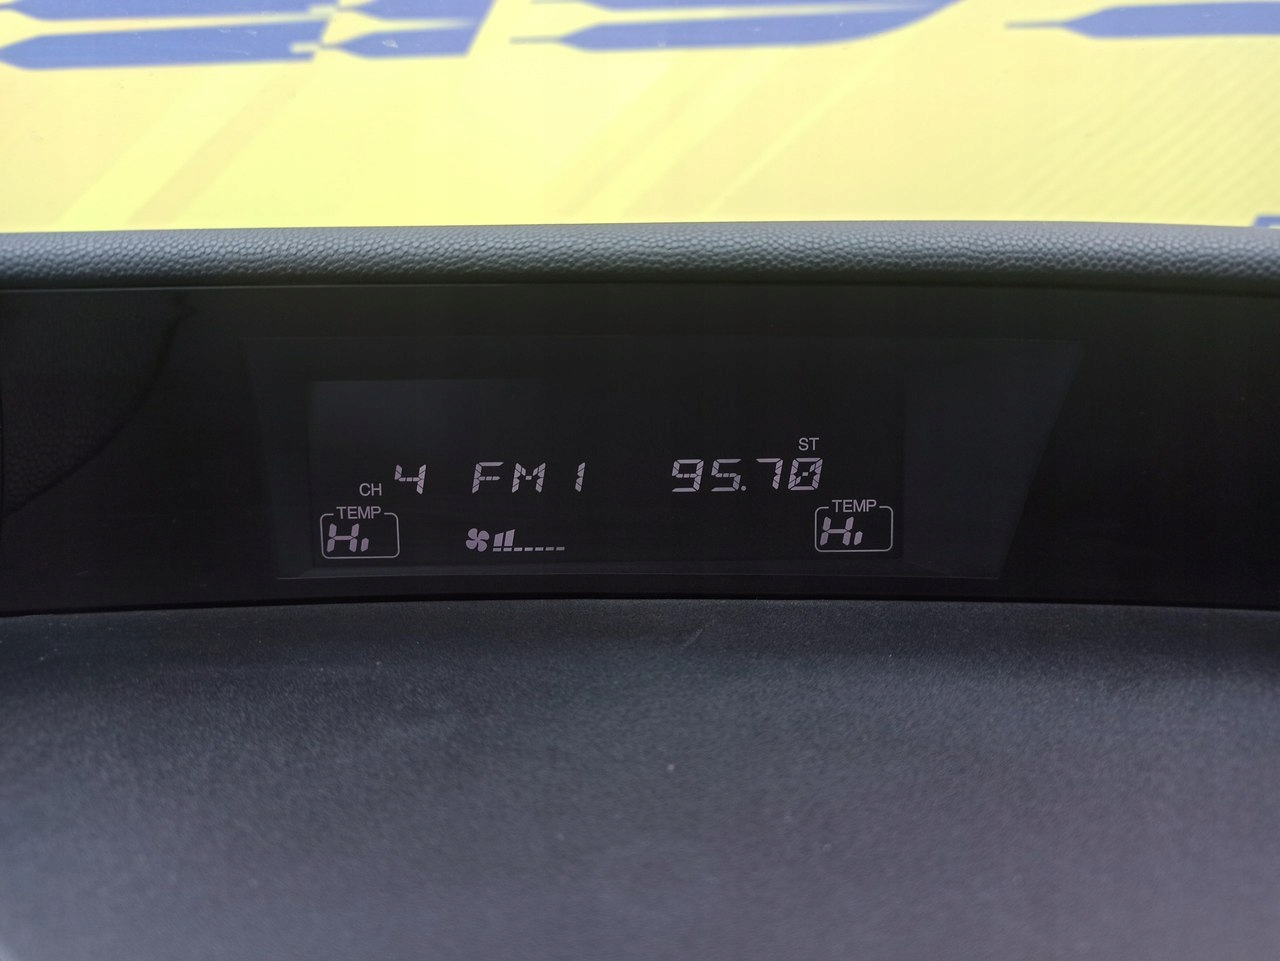 ST
CH 4 FM1 95.70
TEMP TEMP
Hi Hi